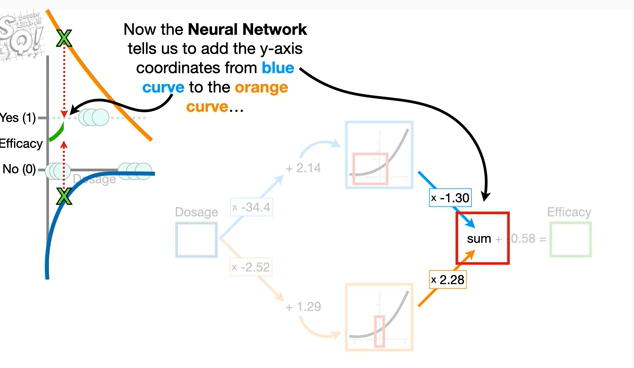 Now the Neural Network
tells us to add the y-axis
coordinates from blue
curve to the orange
curve…
Yes (1)
Efficacy
No (0)
Dosage
+ 2.14
x -34.4
Dosage
x -2.52
+ 1.29
x -1.30
sum + 0.58 =
Efficacy
x 2.28